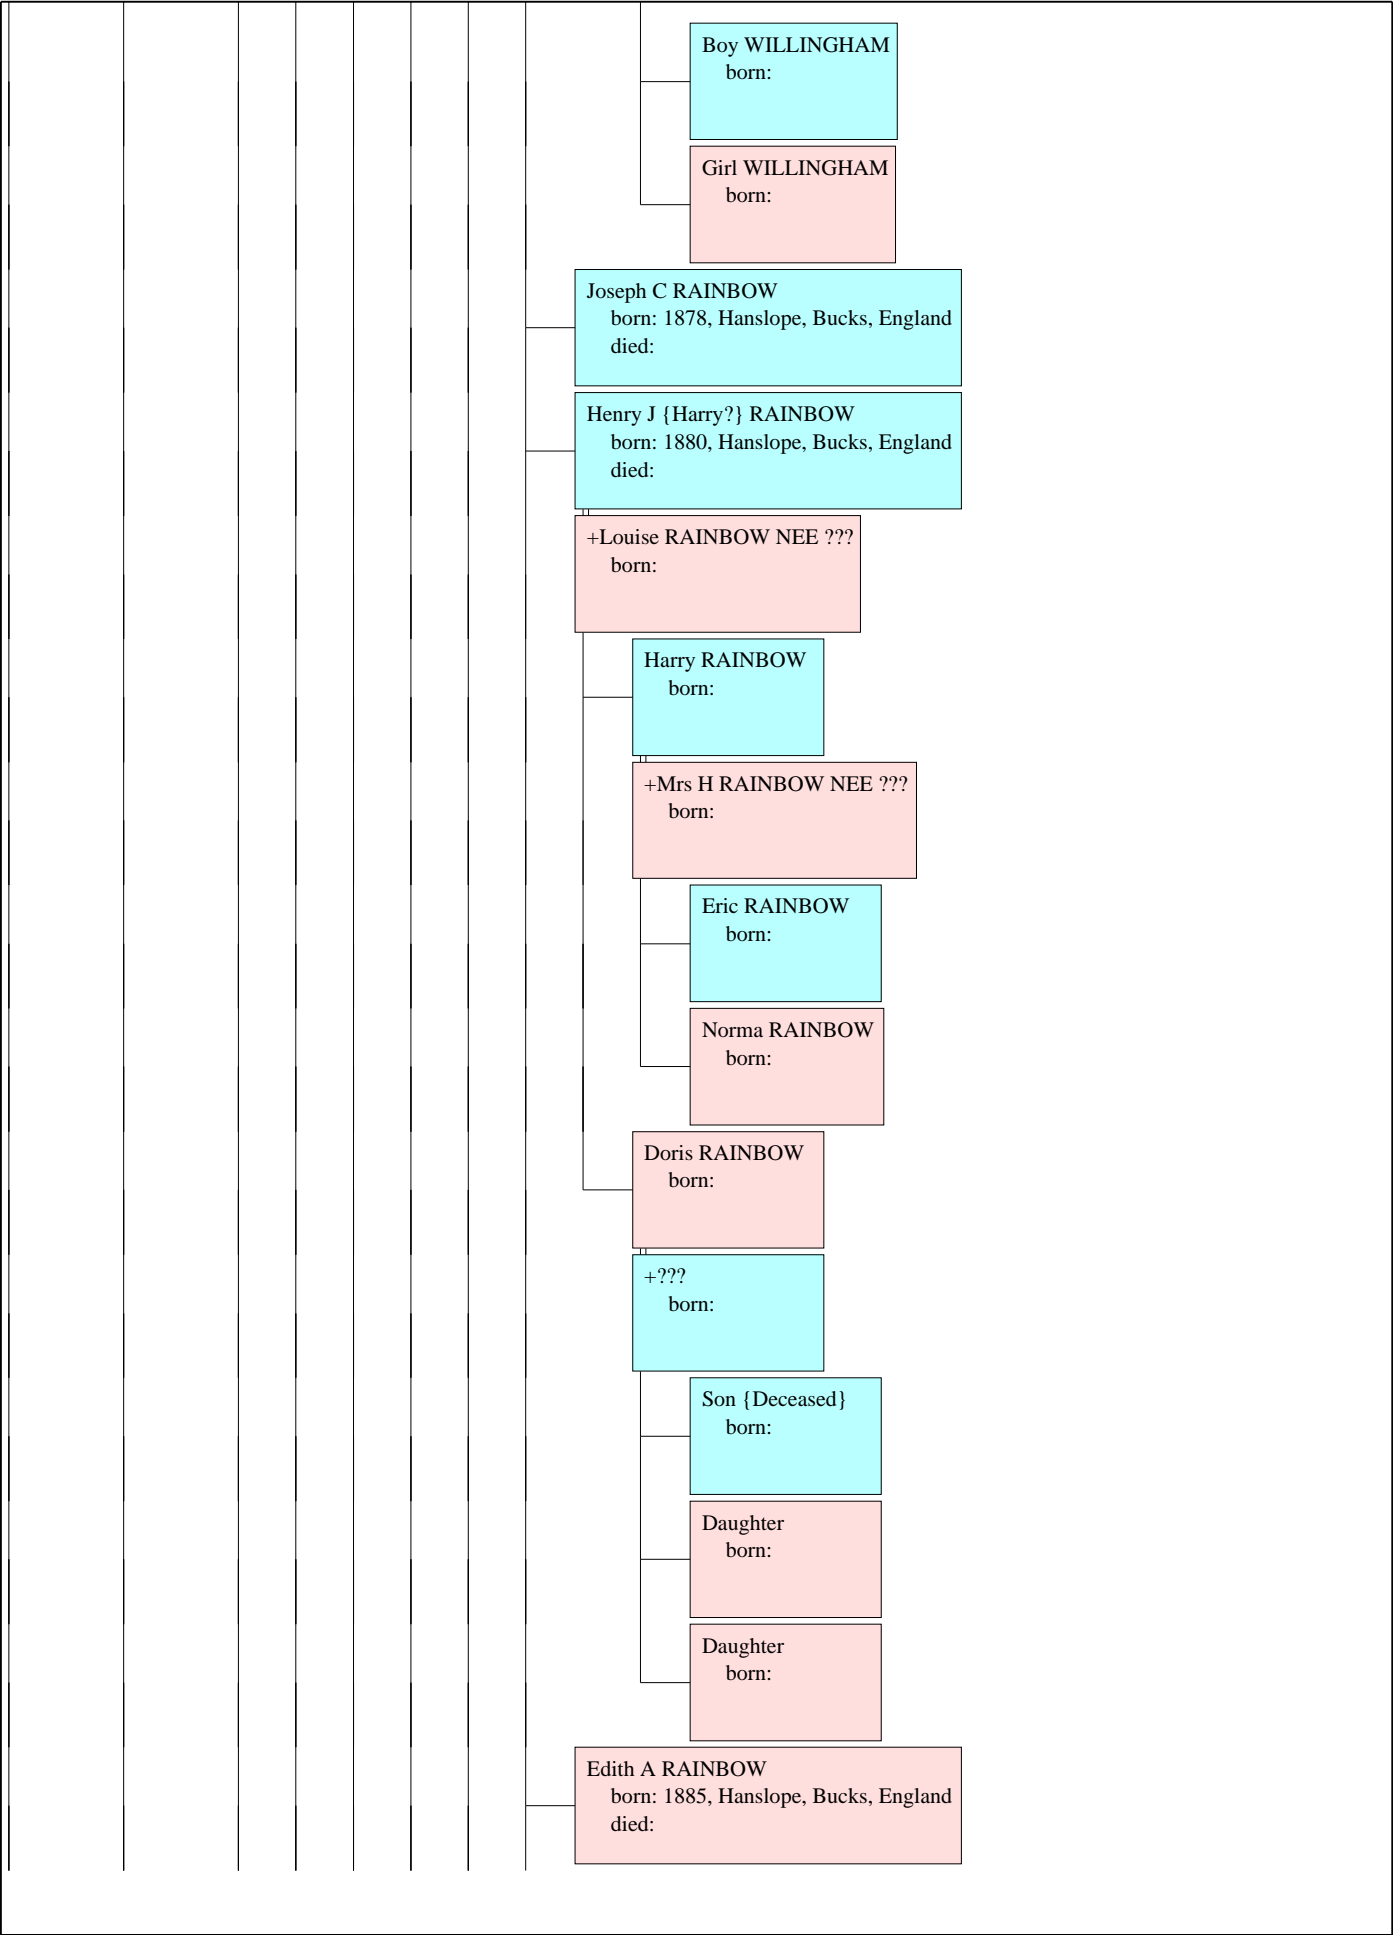 Boy WILLINGHAM
born:
Girl WILLINGHAM
born:
Joseph C RAINBOW
born: 1878, Hanslope, Bucks, England
died:
Henry J {Harry?} RAINBOW
born: 1880, Hanslope, Bucks, England
died:
+Louise RAINBOW NEE ???
born:
Harry RAINBOW
born:
+Mrs H RAINBOW NEE ???
born:
Eric RAINBOW
born:
Norma RAINBOW
born:
Doris RAINBOW
born:
+???
born:
Son {Deceased}
born:
Daughter
born:
Daughter
born:
Edith A RAINBOW
born: 1885, Hanslope, Bucks, England
died: